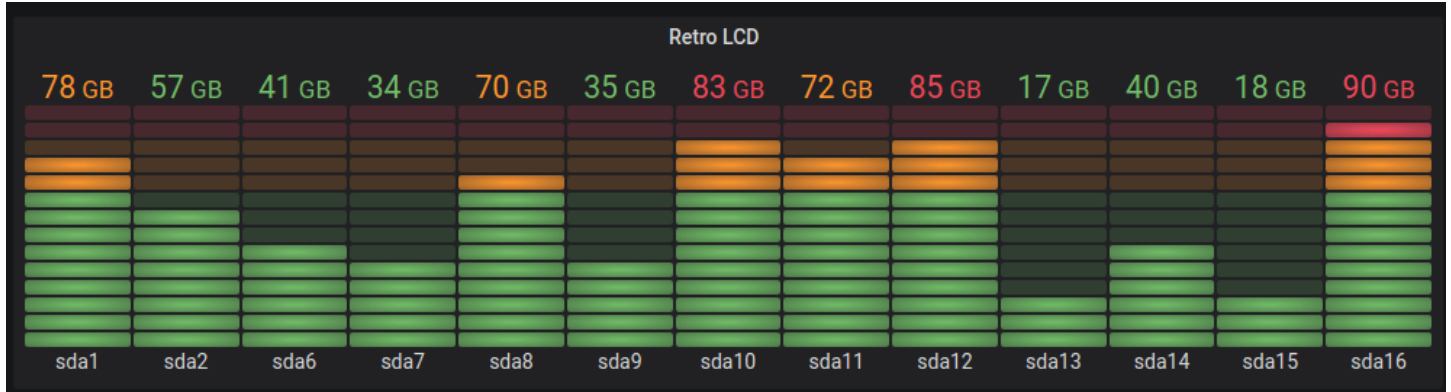 Retro LCD
78 GB 57 GB 41 GB 34 GB 70 GB 35 GB 83 GB 72 GB 85 GB 17 GB 40 GB 18 GB 90 GB
sda1 sda2 sda6 sda7 sda8 sda9 sda10 sda11 sda12 sda13 sda14 sda15 sda16